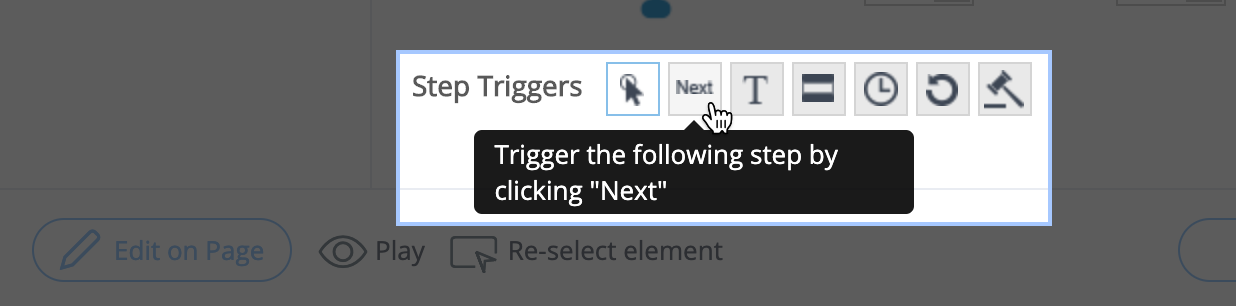 Step Triggers
Next
T
Trigger the following step by
clicking "Next"
Edit on Page
Play
Re-select element